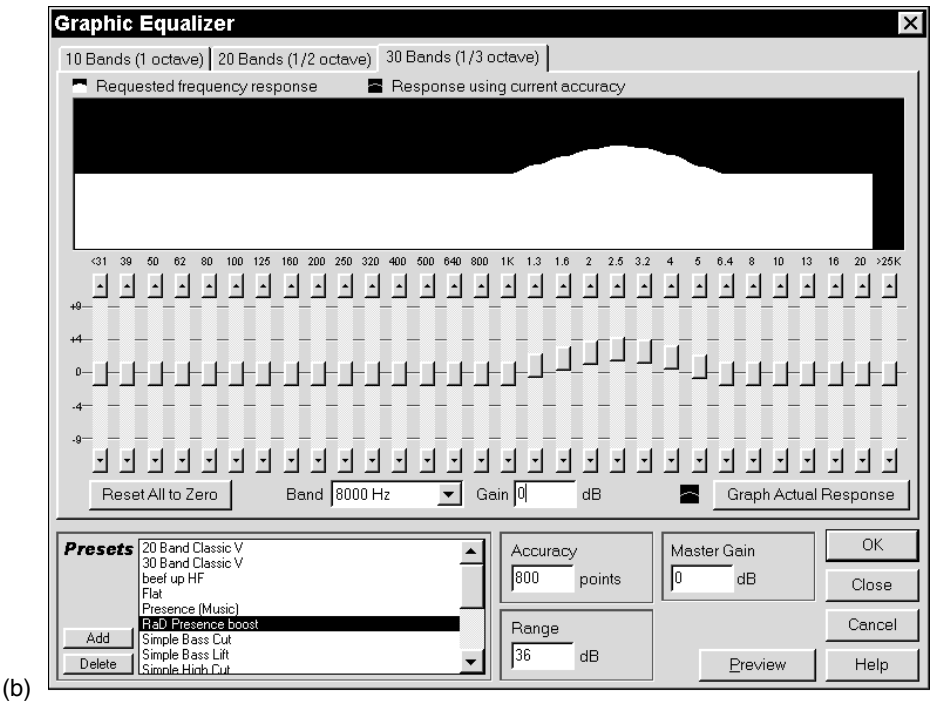 Graphic Equalizer
10 Bands (1 octave) 20 Bands (1/2 octave) 30 Bands (1/3 octave)
Requested frequency response Response using current accuracy
<31 39 50 62 80 100 125 160 200 250 320 400 500 640 800 1K 1.3 1.6 2 2.5 3.2 4 5 6.4 8 10 13 16 20 >25K
+9
+4
0
-4
-9
Reset All to Zero Band 8000 Hz Gain 0 dB Graph Actual Response
Presets
20 Band Classic V
30 Band Classic V
beef up HF
Flat
Presence (Music)
RaD Presence boost
Simple Bass Cut
Simple Bass Lift
Simple High Cut
Add
Delete
Accuracy
800 points
Range
36 dB
Master Gain
0 dB
Preview
OK
Close
Cancel
Help
(b)